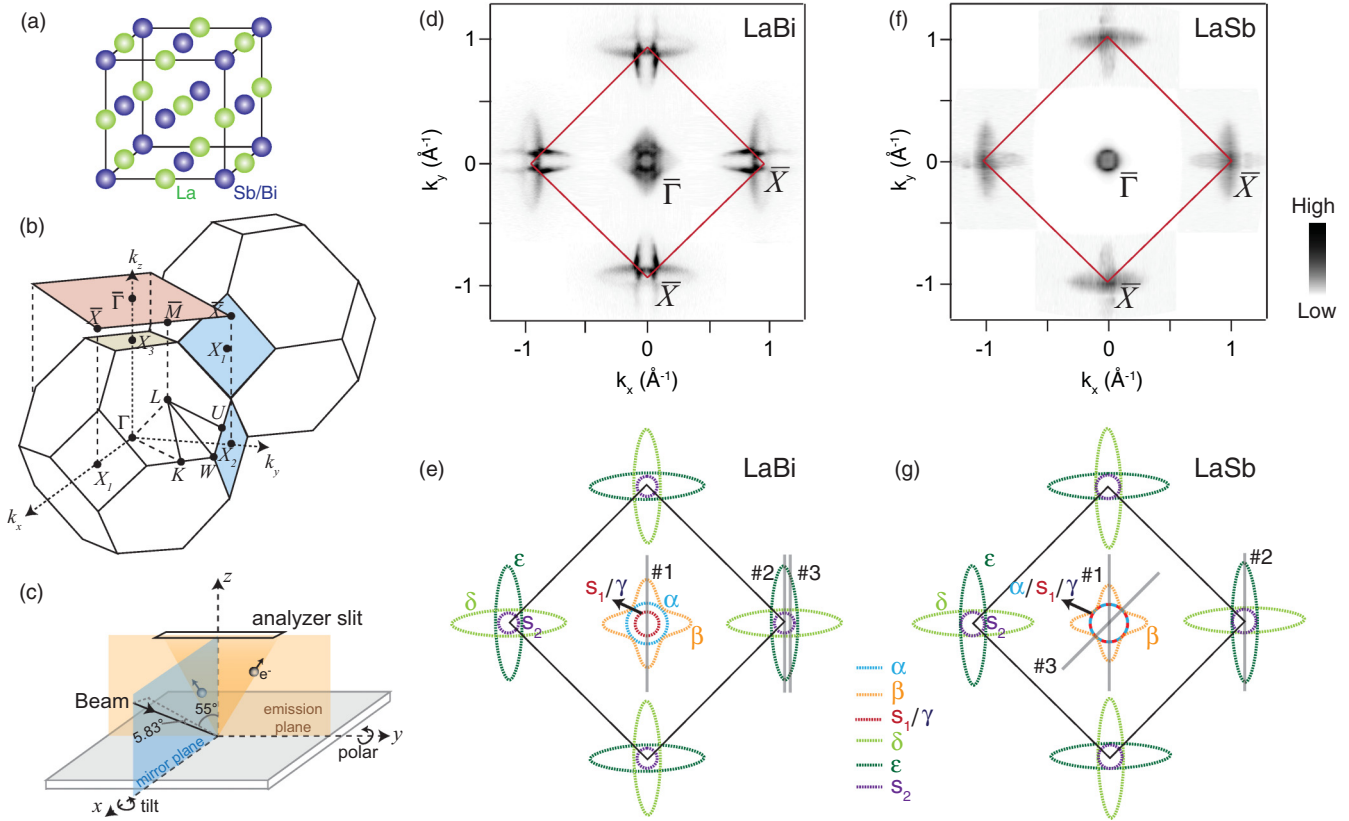 (a)
La
Sb/Bi
(b)
k_z
Γ̅
X̅
M̅
X̅
X_3
X_1
L
U
Γ
X_2
k_y
W
X_1
K
k_x
(c)
z
analyzer slit
e-
Beam
55°
5.83°
emission
plane
mirror plane
y
polar
x
tilt
(d)
LaBi
1
0
-1
k_y (Å⁻¹)
Γ̅
X̅
X̅
-1
0
1
k_x (Å⁻¹)
(f)
LaSb
1
0
-1
k_y (Å⁻¹)
Γ̅
X̅
X̅
-1
0
1
k_x (Å⁻¹)
High
Low
(e)
LaBi
ε
δ
S_2
#1
S_1/γ
α
β
#2
#3
S_2
α
β
S_1/γ
δ
ε
S_2
(g)
LaSb
ε
δ
S_2
#1
α/S_1/γ
β
#3
#2